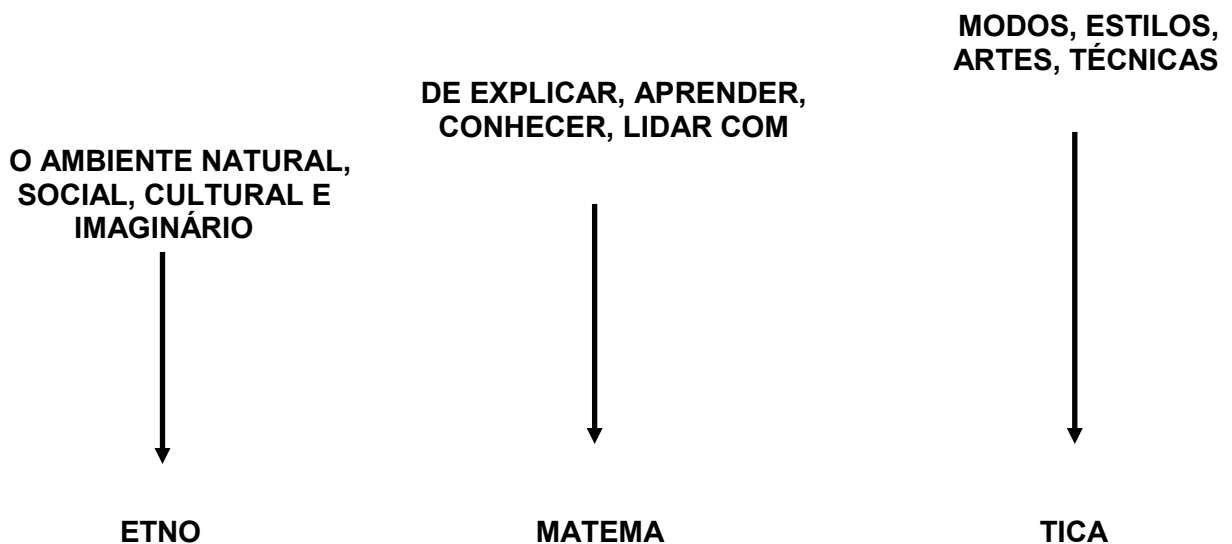 MODOS, ESTILOS,
ARTES, TÉCNICAS
DE EXPLICAR, APRENDER,
CONHECER, LIDAR COM
O AMBIENTE NATURAL,
SOCIAL, CULTURAL E
IMAGINÁRIO
ETNO
MATEMA
TICA